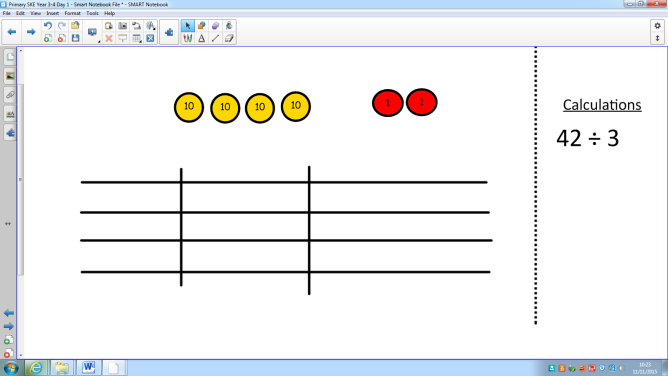 Primary SKE Year 3-4 Day 1 - Smart Notebook File * - SMART Notebook
File Edit View Insert Format Tools Help
10 10 10 10 1 1
Calculations
42 ÷ 3
16:23
11/11/2015